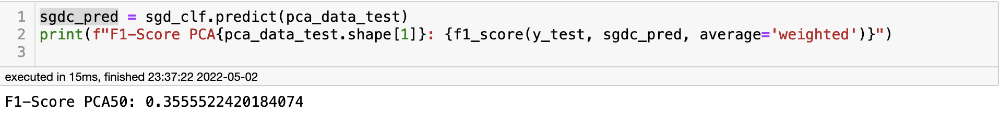 1 sgdc_pred = sgd_clf.predict(pca_data_test)
2 print(f"F1-Score PCA{pca_data_test.shape[1]}: {f1_score(y_test, sgdc_pred, average='weighted')}")
3
executed in 15ms, finished 23:37:22 2022-05-02
F1-Score PCA50: 0.3555522420184074